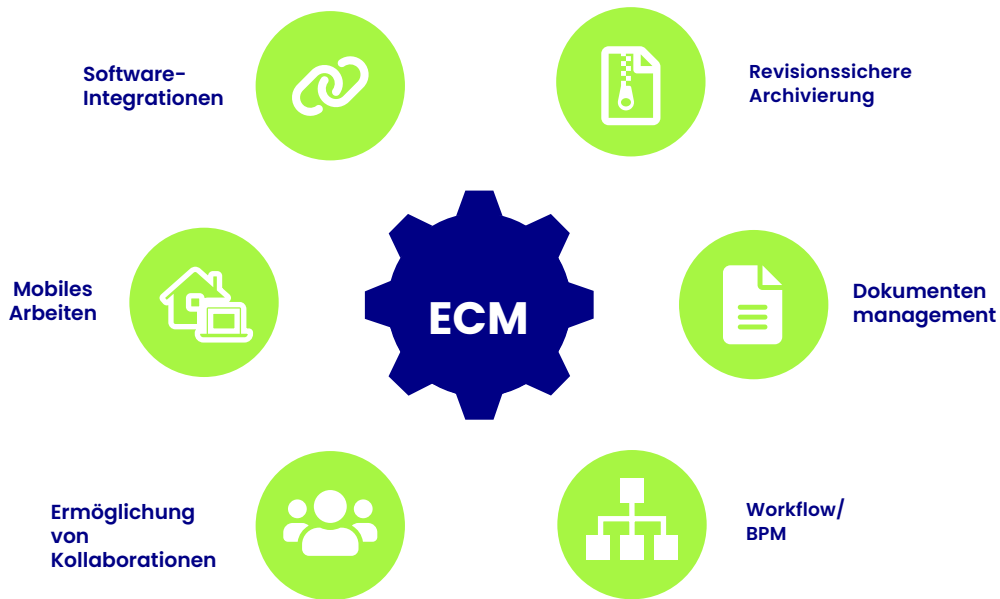 Software-
Integrationen
Revisionssichere
Archivierung
Mobiles
Arbeiten
ECM
Dokumenten
management
Ermöglichung
von
Kollaborationen
Workflow/
BPM